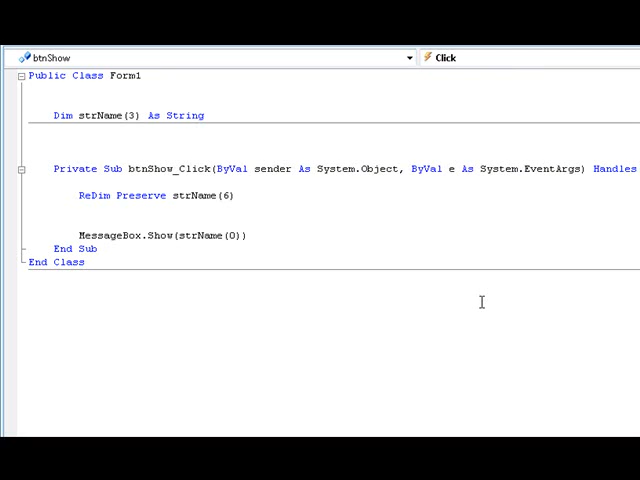 btnShow Click
Public Class Form1
Dim strName(3) As String
Private Sub btnShow_Click(ByVal sender As System.Object, ByVal e As System.EventArgs) Handles
ReDim Preserve strName(6)
MessageBox.Show(strName(0))
End Sub
End Class